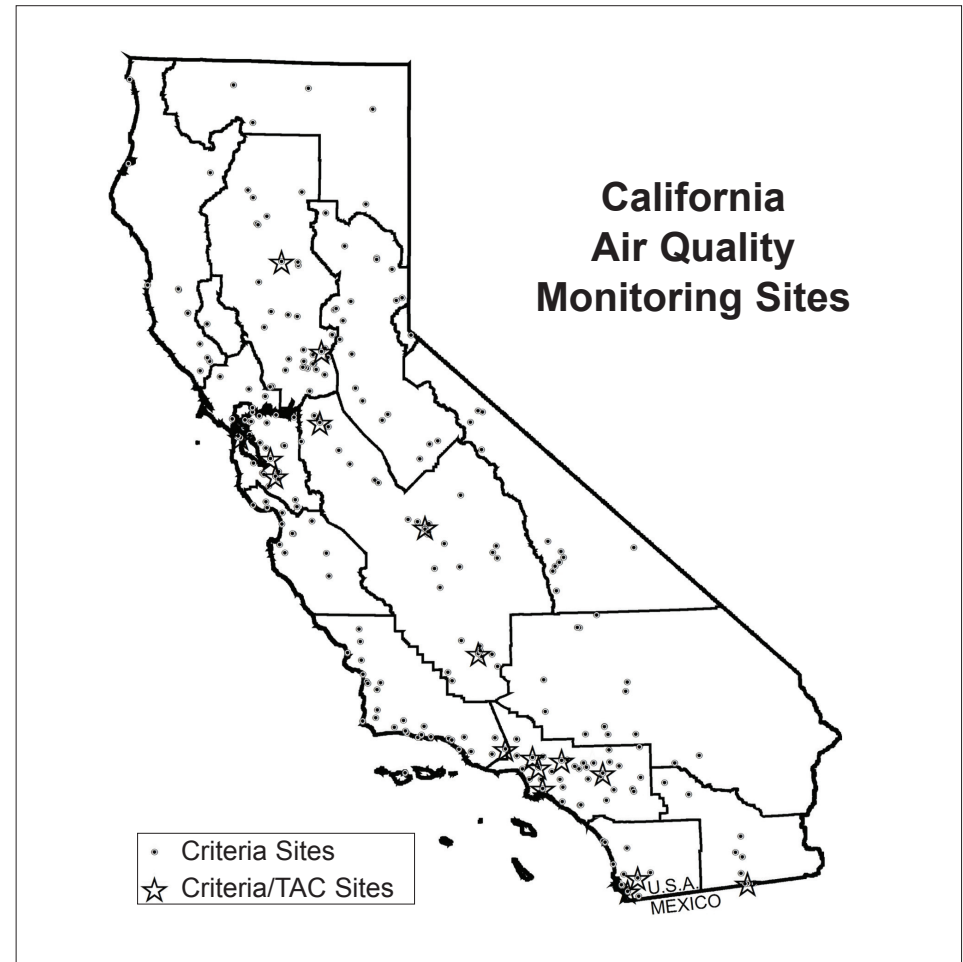 California
Air Quality
Monitoring Sites
Criteria Sites
Criteria/TAC Sites
U.S.A.
MEXICO